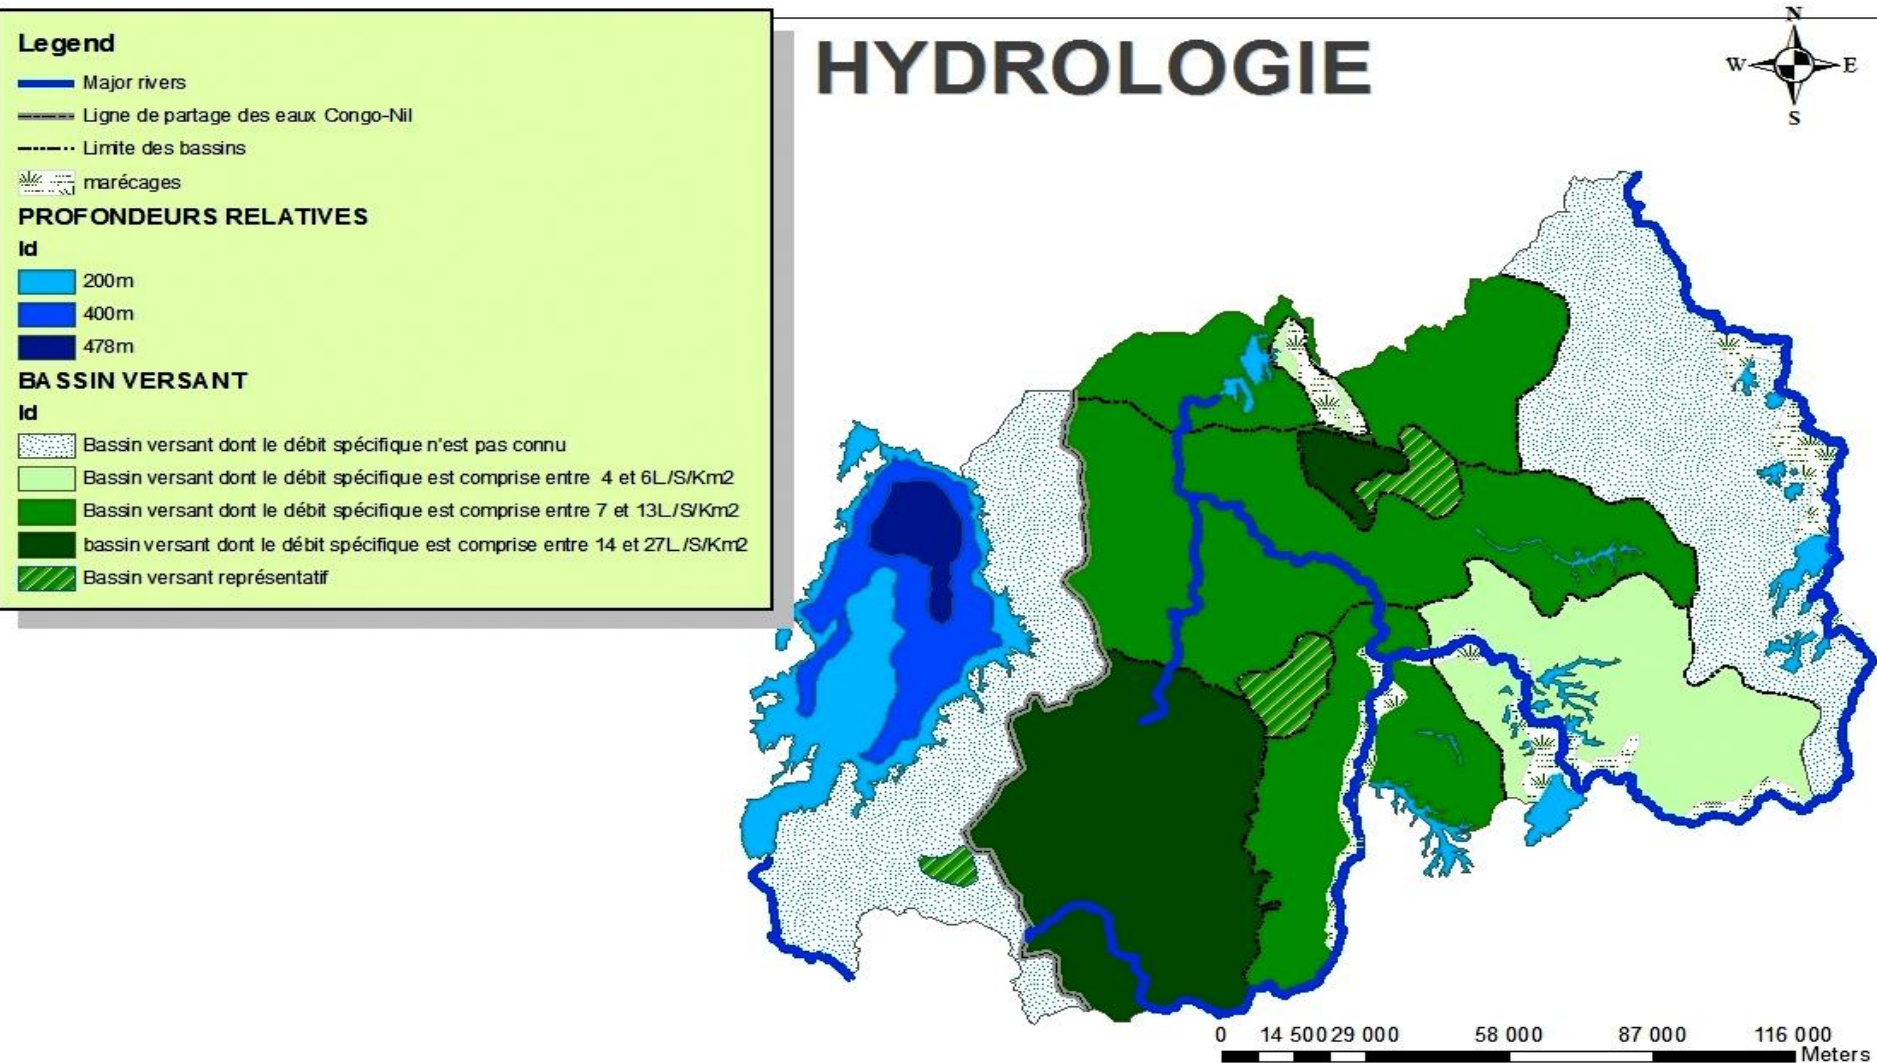 HYDROLOGIE
N
W E
S
Legend
Major rivers
Ligne de partage des eaux Congo-Nil
Limite des bassins
marécages
PROFONDEURS RELATIVES
Id
200m
400m
478m
BASSIN VERSANT
Id
Bassin versant dont le débit spécifique n'est pas connu
Bassin versant dont le débit spécifique est comprise entre 4 et 6L/S/Km2
Bassin versant dont le débit spécifique est comprise entre 7 et 13L/S/Km2
bassin versant dont le débit spécifique est comprise entre 14 et 27L/S/Km2
Bassin versant représentatif
0 14 500 29 000 58 000 87 000 116 000
Meters